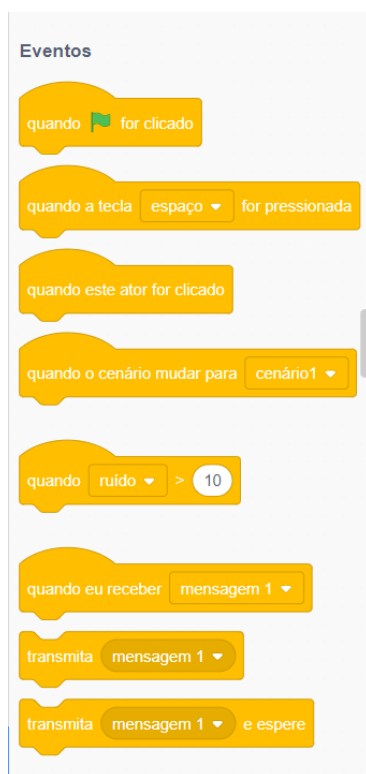 Eventos
quando for clicado
quando a tecla espaço for pressionada
quando este ator for clicado
quando o cenário mudar para cenário1
quando ruído > 10
quando eu receber mensagem 1
transmita mensagem 1
transmita mensagem 1 e espere